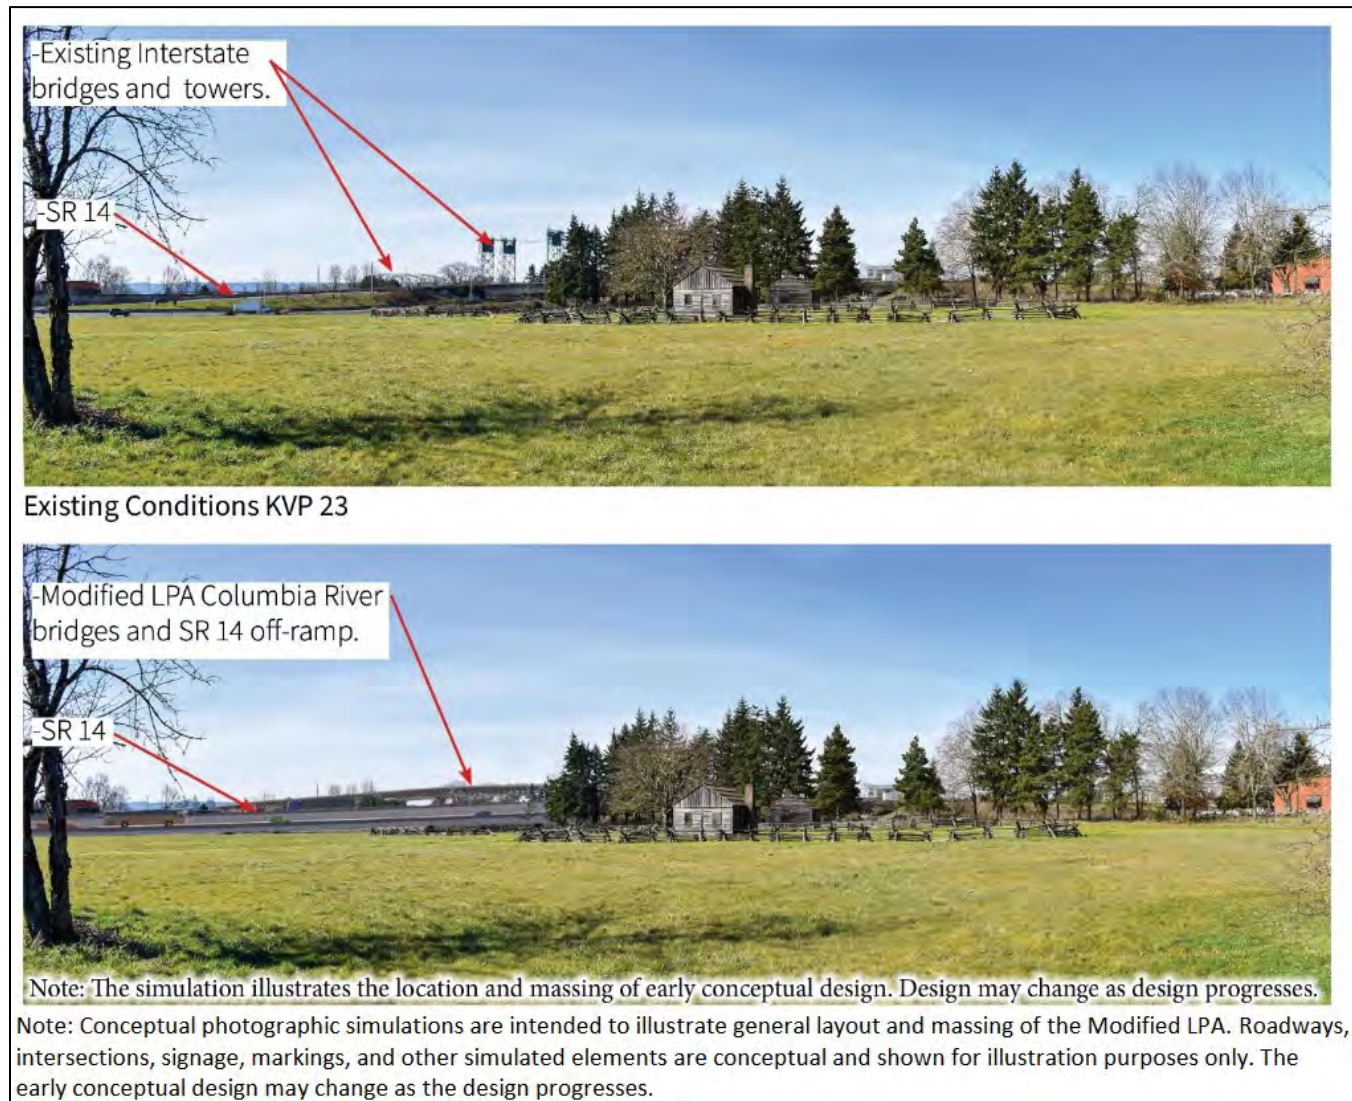 -Existing Interstate
bridges and  towers.
-SR 14
Existing Conditions KVP 23
-Modified LPA Columbia River
bridges and SR 14 off-ramp.
-SR 14
Note: The simulation illustrates the location and massing of early conceptual design. Design may change as design progresses.
Note: Conceptual photographic simulations are intended to illustrate general layout and massing of the Modified LPA. Roadways,
intersections, signage, markings, and other simulated elements are conceptual and shown for illustration purposes only. The
early conceptual design may change as the design progresses.